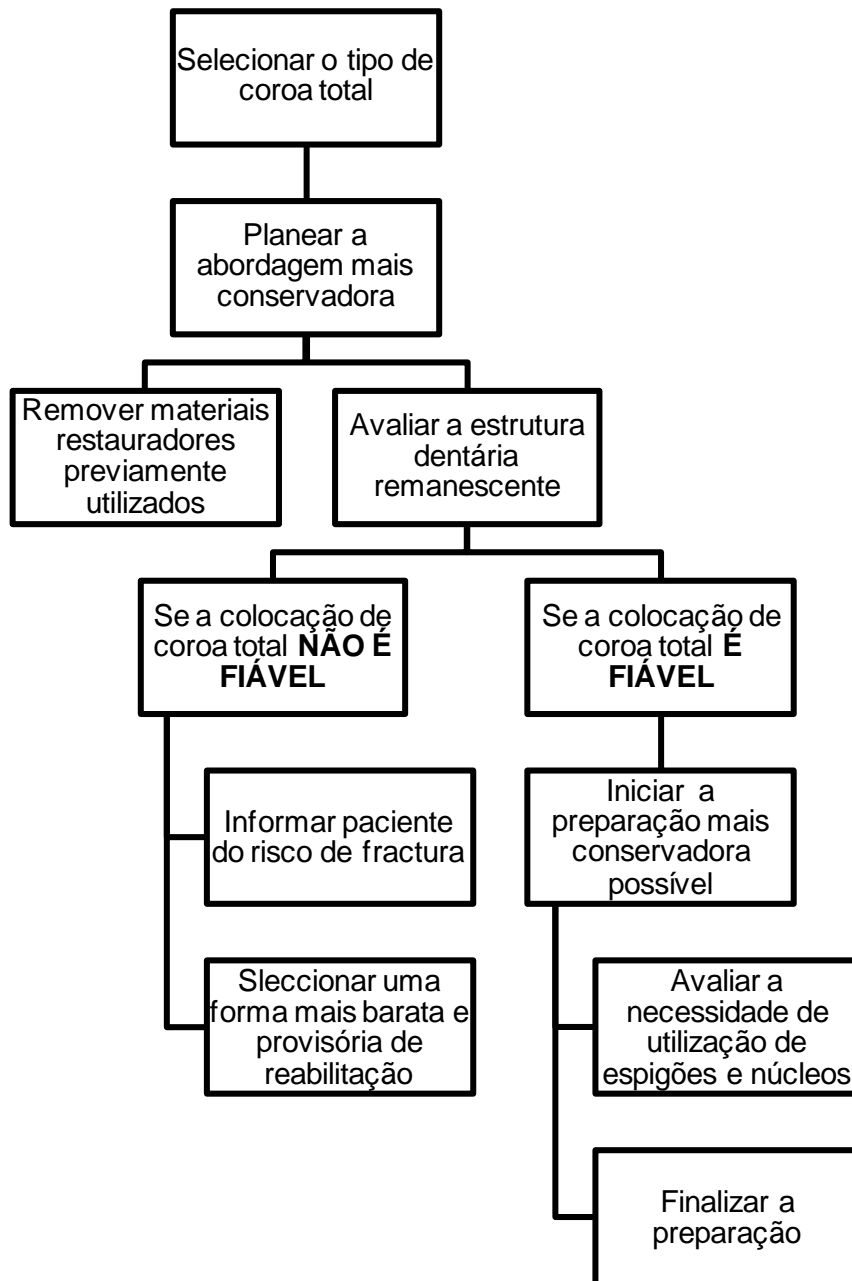 Selecionar o tipo de
coroa total
Planear a
abordagem mais
conservadora
Remover materiais
restauradores
previamente
utilizados
Avaliar a estrutura
dentária
remanescente
Se a colocação de
coroa total NÃO É
FIÁVEL
Se a colocação de
coroa total É
FIÁVEL
Informar paciente
do risco de fractura
Sleccionar uma
forma mais barata e
provisória de
reabilitação
Iniciar a
preparação mais
conservadora
possível
Avaliar a
necessidade de
utilização de
espigões e núcleos
Finalizar a
preparação